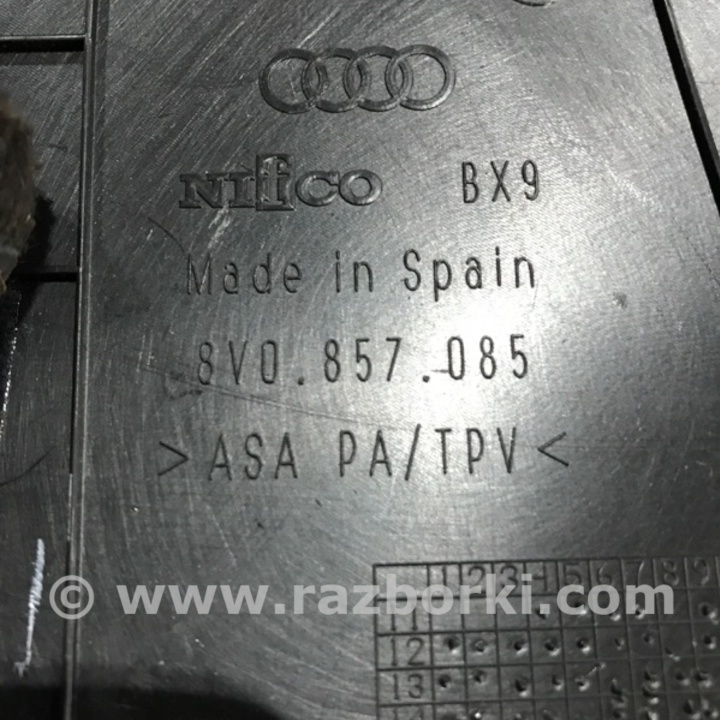 NIfCO BX9
Made in Spain
8V0.857.085
>ASA PA/TPV<
1 2 3 4 5 6 7 8 9
11
© www.razborki.com
12
13